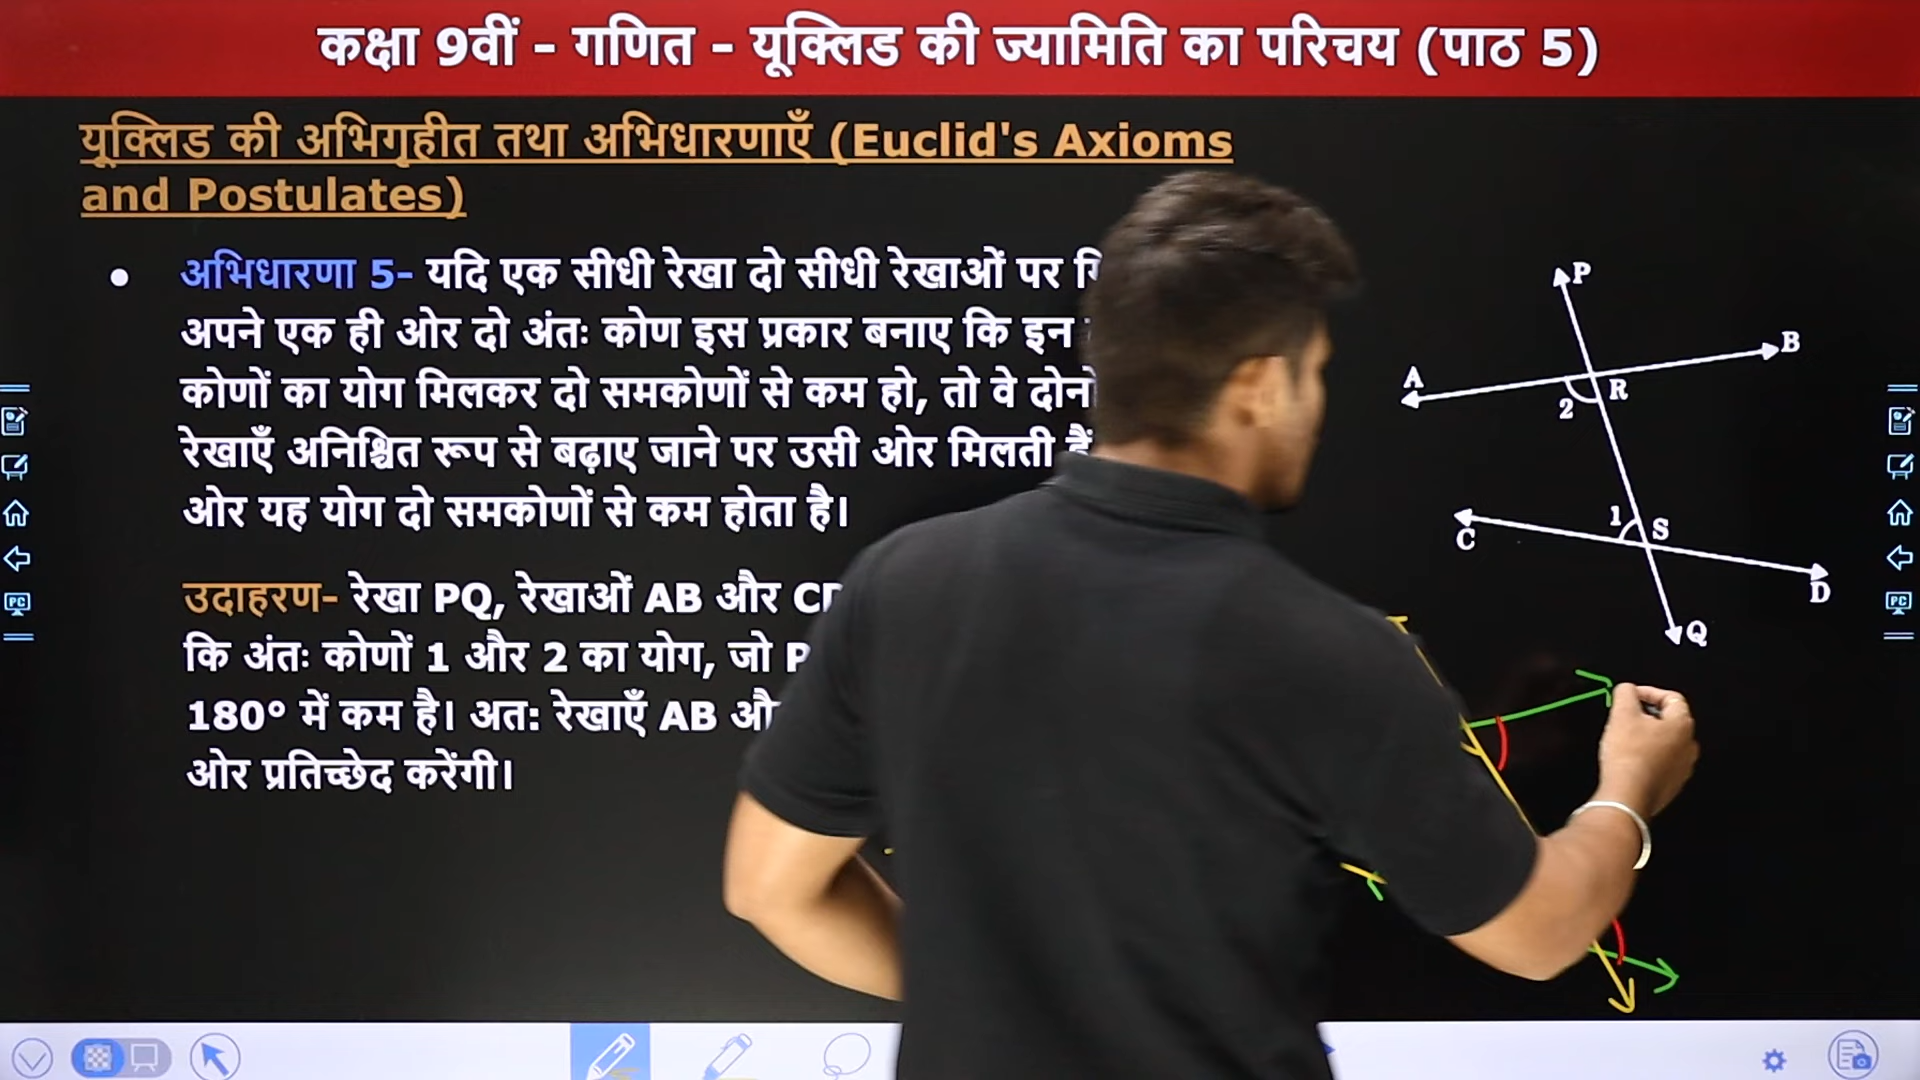 कक्षा 9वीं - गणित - यूक्लिड की ज्यामिति का परिचय (पाठ 5)
यूक्लिड की अभिगृहीत तथा अभिधारणाएँ (Euclid's Axioms
and Postulates)
अभिधारणा 5- यदि एक सीधी रेखा दो सीधी रेखाओं पर
अपने एक ही ओर दो अंतः कोण इस प्रकार बनाए कि इन
कोणों का योग मिलकर दो समकोणों से कम हो, तो वे
रेखाएँ अनिश्चित रूप से बढ़ाए जाने पर उसी ओर मिलती हैं
ओर यह योग दो समकोणों से कम होता है।
उदाहरण- रेखा PQ, रेखाओं AB और
कि अंतः कोणों 1 और 2 का योग, जो
180° में कम है। अत: रेखाएँ AB
ओर प्रतिच्छेद करेंगी।
P
B
A
R
2
1
S
C
D
Q
PC
PC